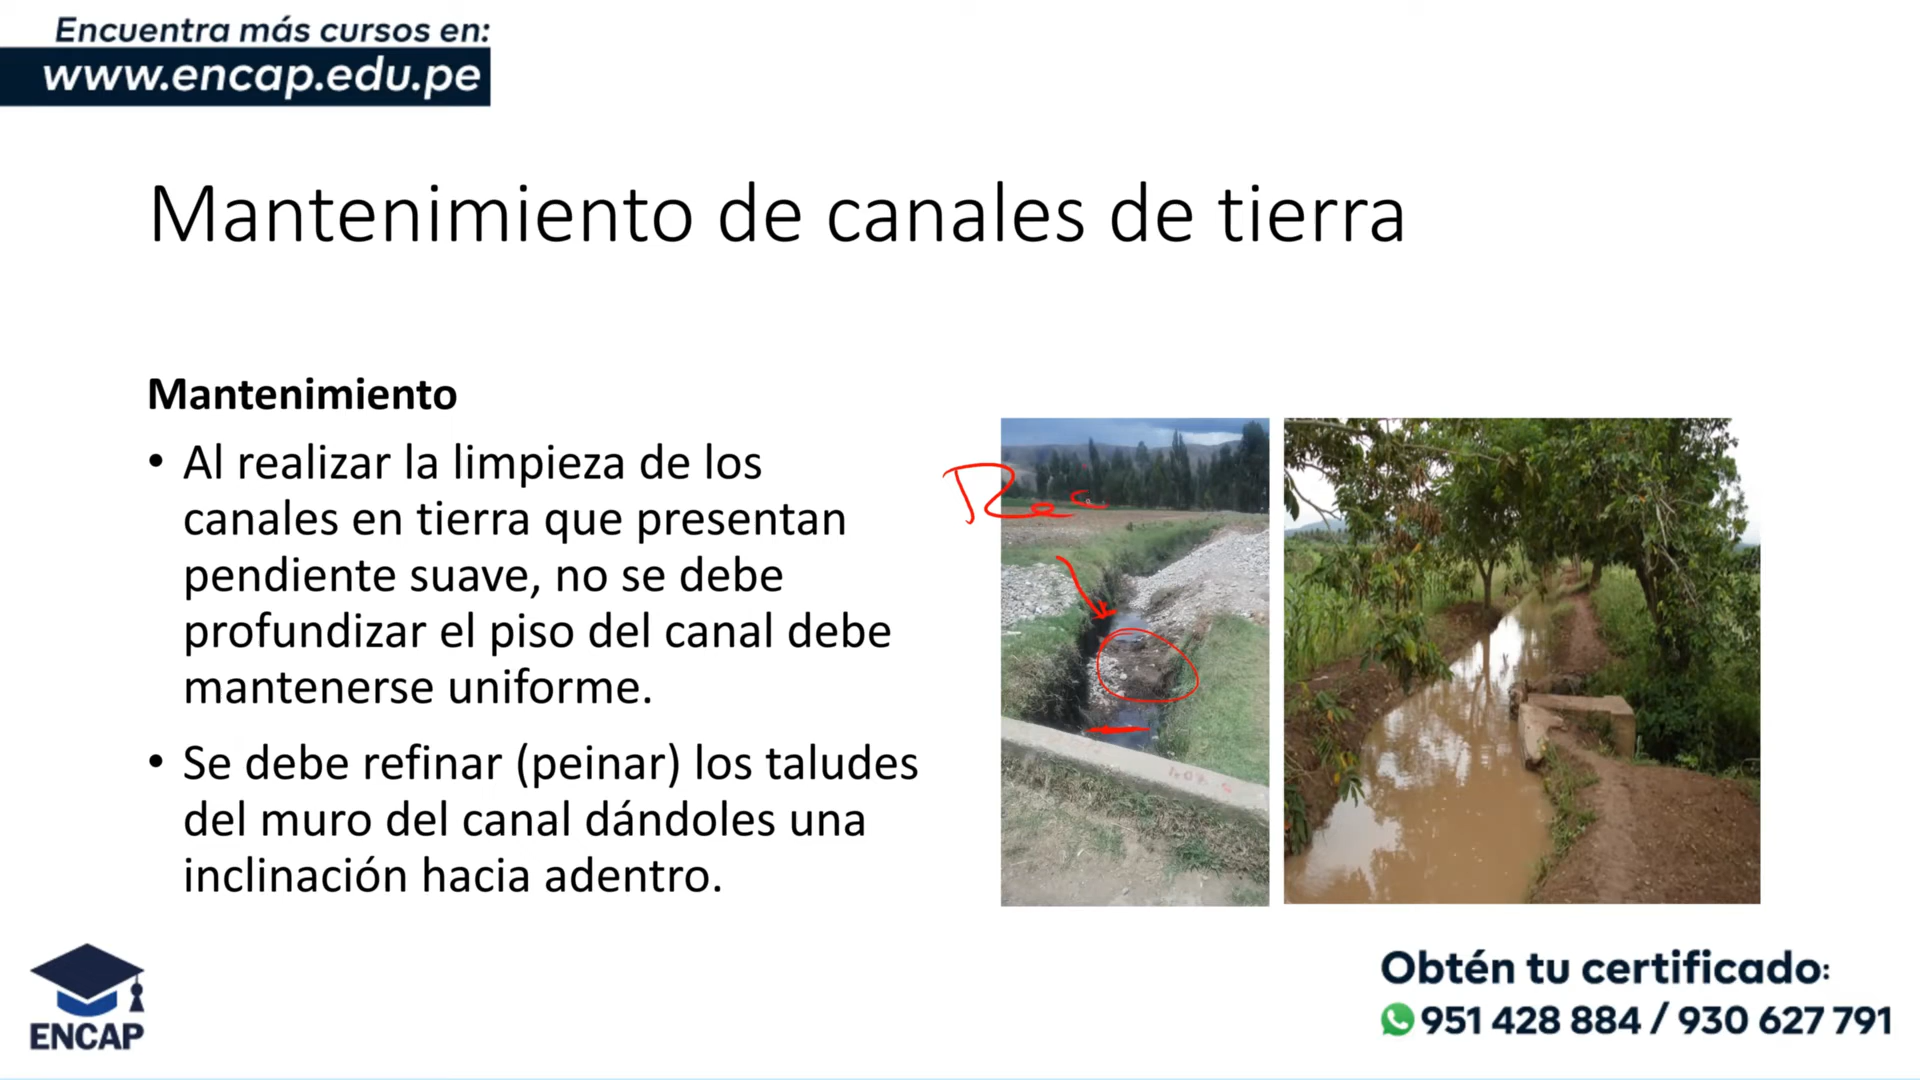 Encuentra más cursos en:
www.encap.edu.pe
Mantenimiento de canales de tierra
Mantenimiento
• Al realizar la limpieza de los
canales en tierra que presentan
pendiente suave, no se debe
profundizar el piso del canal debe
mantenerse uniforme.
• Se debe refinar (peinar) los taludes
del muro del canal dándoles una
inclinación hacia adentro.
ENCAP
Obtén tu certificado:
951 428 884 / 930 627 791